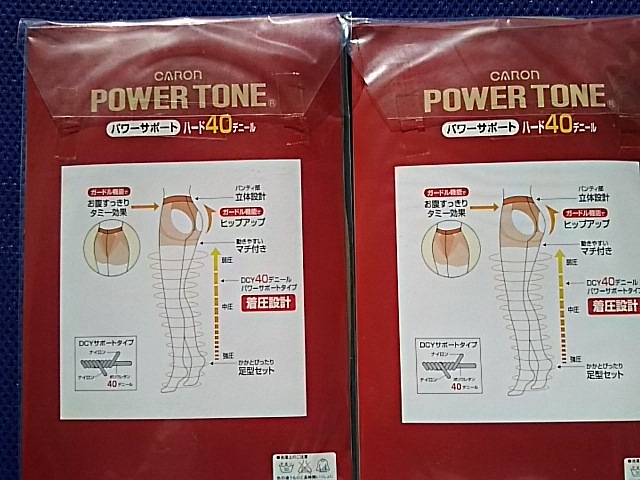 CARON
POWER TONE®
パワーサポート ハード40デニール
ガードル機能で
お腹すっきり
タミー効果
パンティ部
立体設計
ガードル機能で
ヒップアップ
動きやすい
マチ付き
弱圧
DCY40デニール
パワーサポートタイプ
着圧設計
中圧
強圧
かかとぴったり
足型セット
DCYサポートタイプ
ナイロン
ナイロン
ポリウレタン
40デニール
CARON
POWER TONE®
パワーサポート ハード40デニール
ガードル機能で
お腹すっきり
タミー効果
パンティ部
立体設計
ガードル機能で
ヒップアップ
動きやすい
マチ付き
弱圧
DCY40デニール
パワーサポートタイプ
着圧設計
中圧
強圧
かかとぴったり
足型セット
DCYサポートタイプ
ナイロン
ナイロン
ポリウレタン
40デニール